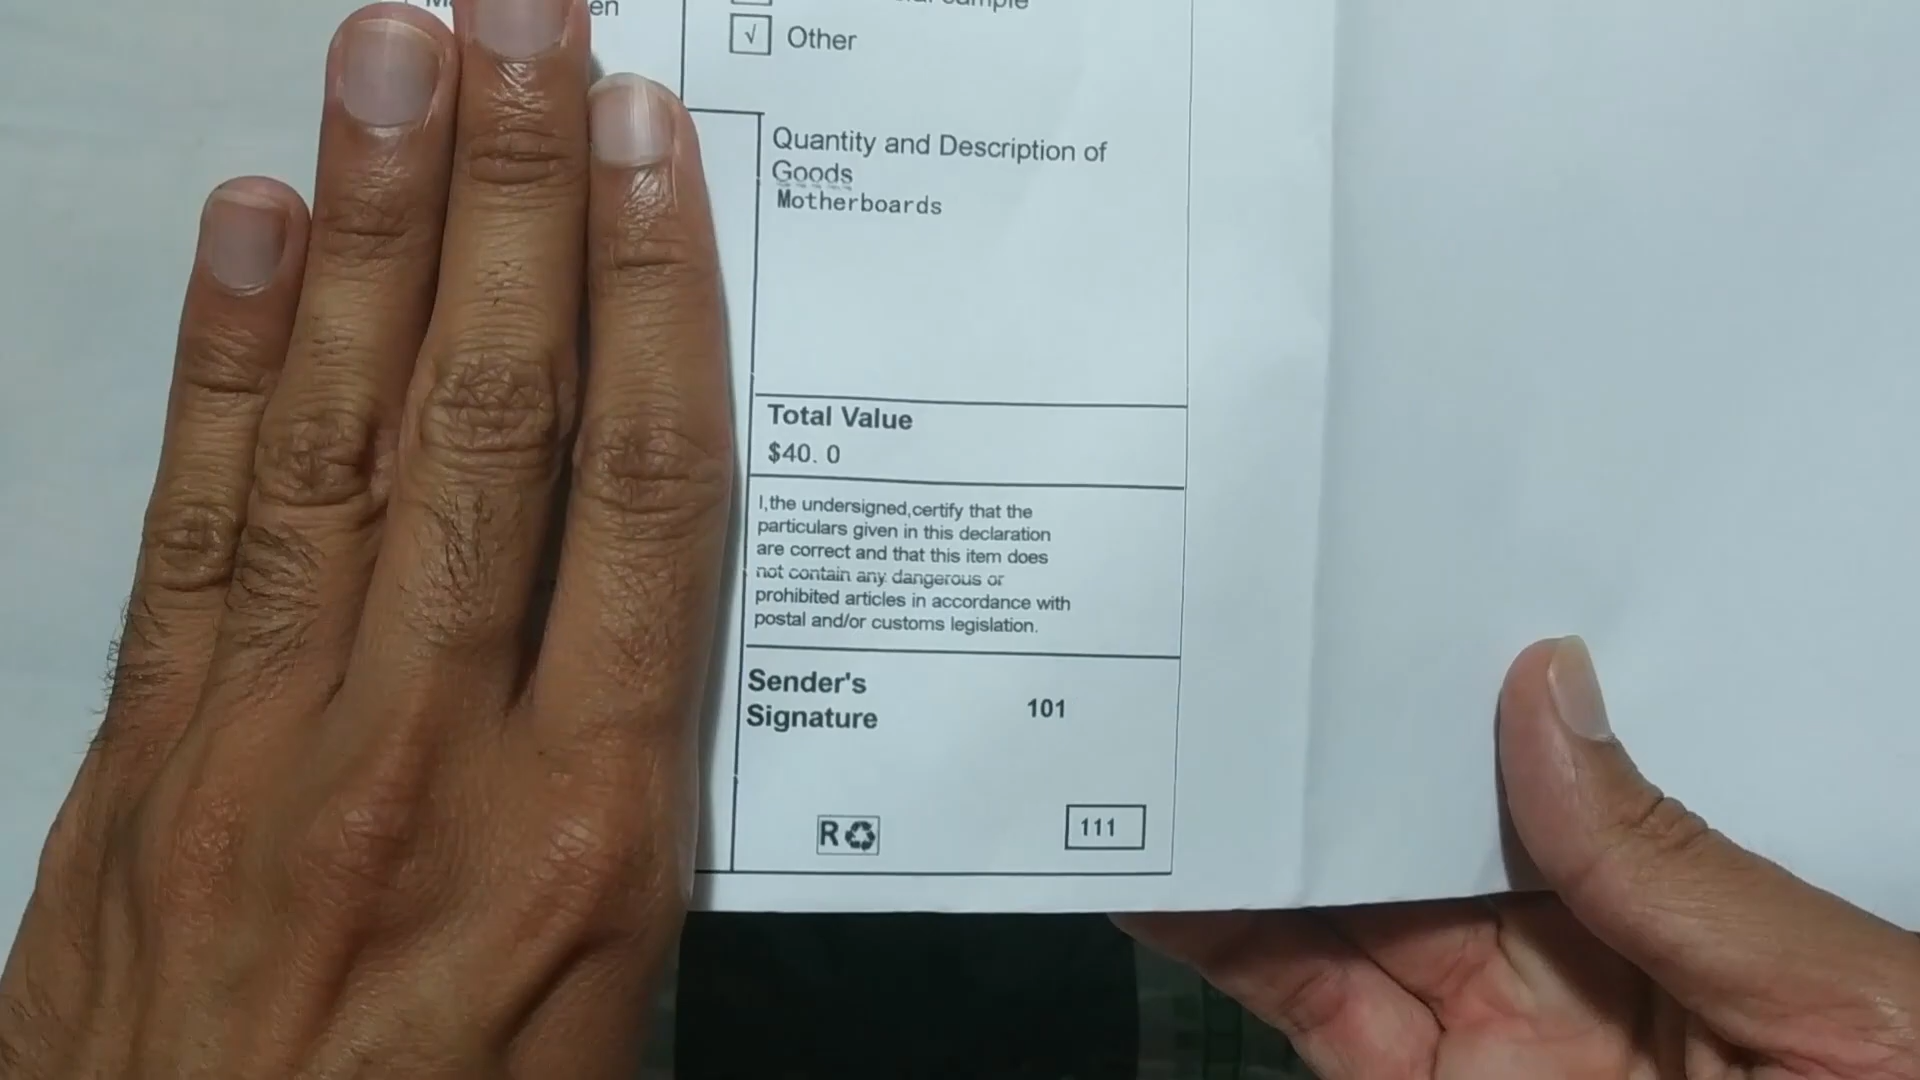 en
sample
√ Other
Quantity and Description of
Goods
Motherboards
Total Value
$40. 0
I,the undersigned,certify that the
particulars given in this declaration
are correct and that this item does
not contain any dangerous or
prohibited articles in accordance with
postal and/or customs legislation.
Sender's
Signature
101
R
111